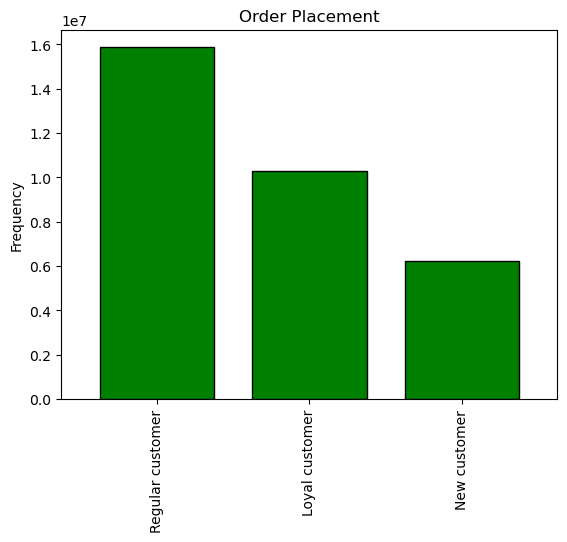 Order Placement
1e7
1.6
1.4
1.2
1.0
0.8
0.6
0.4
0.2
0.0
Frequency
Regular customer
Loyal customer
New customer